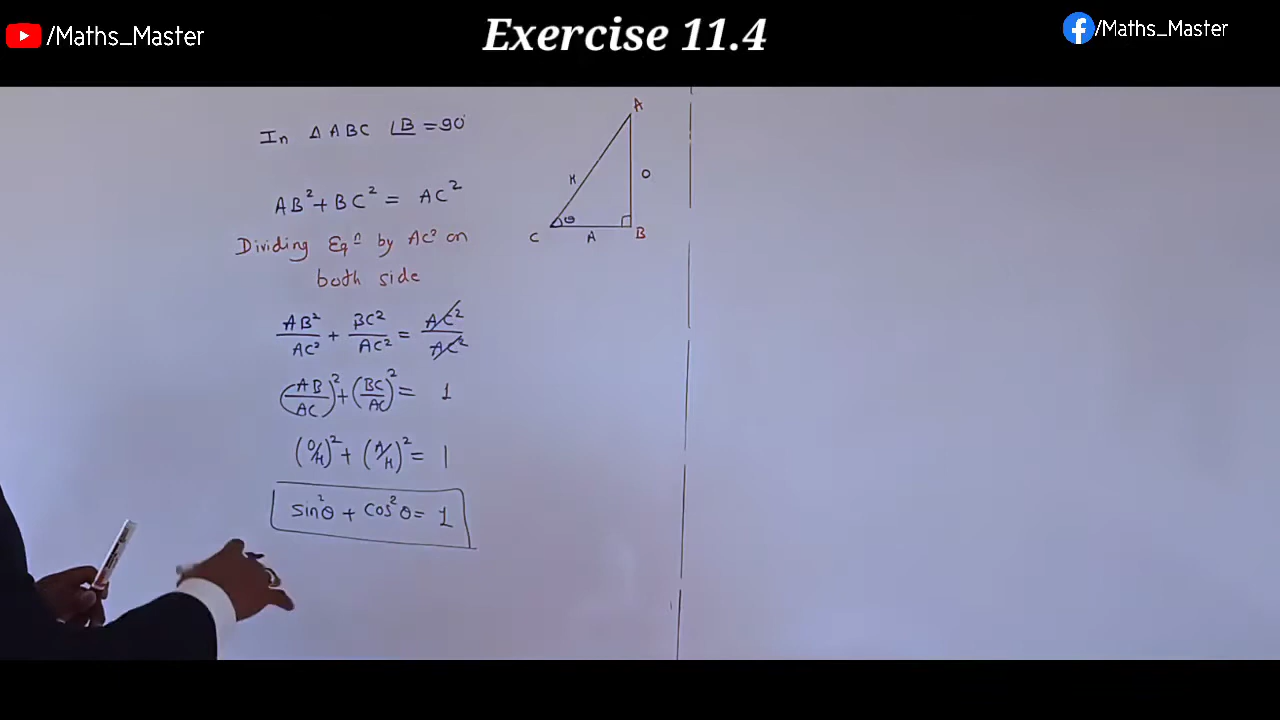 /Maths_Master
Exercise 11.4
/Maths_Master
In Δ ABC ∠B = 90°
AB² + BC² = AC²
Dividing Eqⁿ by AC² on
both side
AB²/AC² + BC²/AC² = AC²/AC²
(AB/AC)² + (BC/AC)² = 1
(O/H)² + (A/H)² = 1
sin²θ + cos²θ = 1
A
H
O
θ
C
A
B